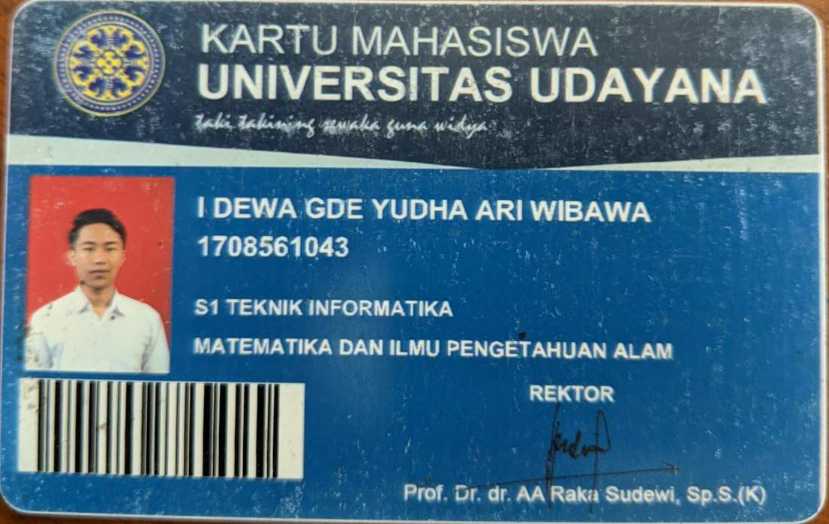 KARTU MAHASISWA
UNIVERSITAS UDAYANA
taki takining sewaka guna widya
I DEWA GDE YUDHA ARI WIBAWA
1708561043
S1 TEKNIK INFORMATIKA
MATEMATIKA DAN ILMU PENGETAHUAN ALAM
REKTOR
Prof. Dr. dr. AA Raka Sudewi, Sp.S.(K)